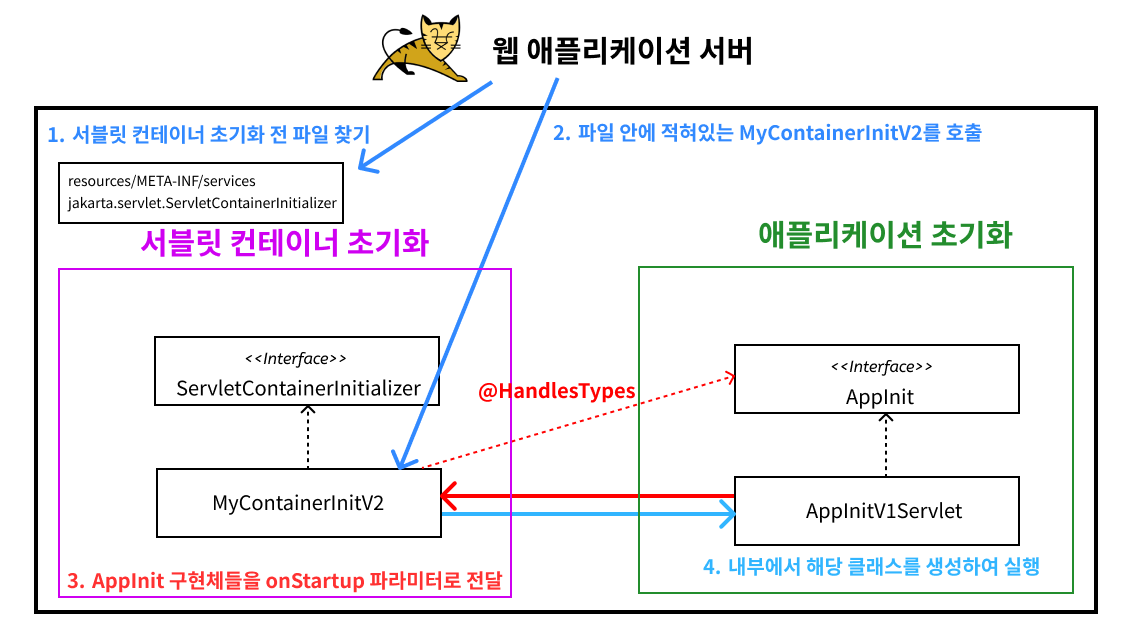 웹 애플리케이션 서버
1. 서블릿 컨테이너 초기화 전 파일 찾기
2. 파일 안에 적혀있는 MyContainerInitV2를 호출
resources/META-INF/services
jakarta.servlet.ServletContainerInitializer
서블릿 컨테이너 초기화
애플리케이션 초기화
<<Interface>>
ServletContainerInitializer
@HandlesTypes
<<Interface>>
AppInit
MyContainerInitV2
AppInitV1Servlet
3. AppInit 구현체들을 onStartup 파라미터로 전달
4. 내부에서 해당 클래스를 생성하여 실행